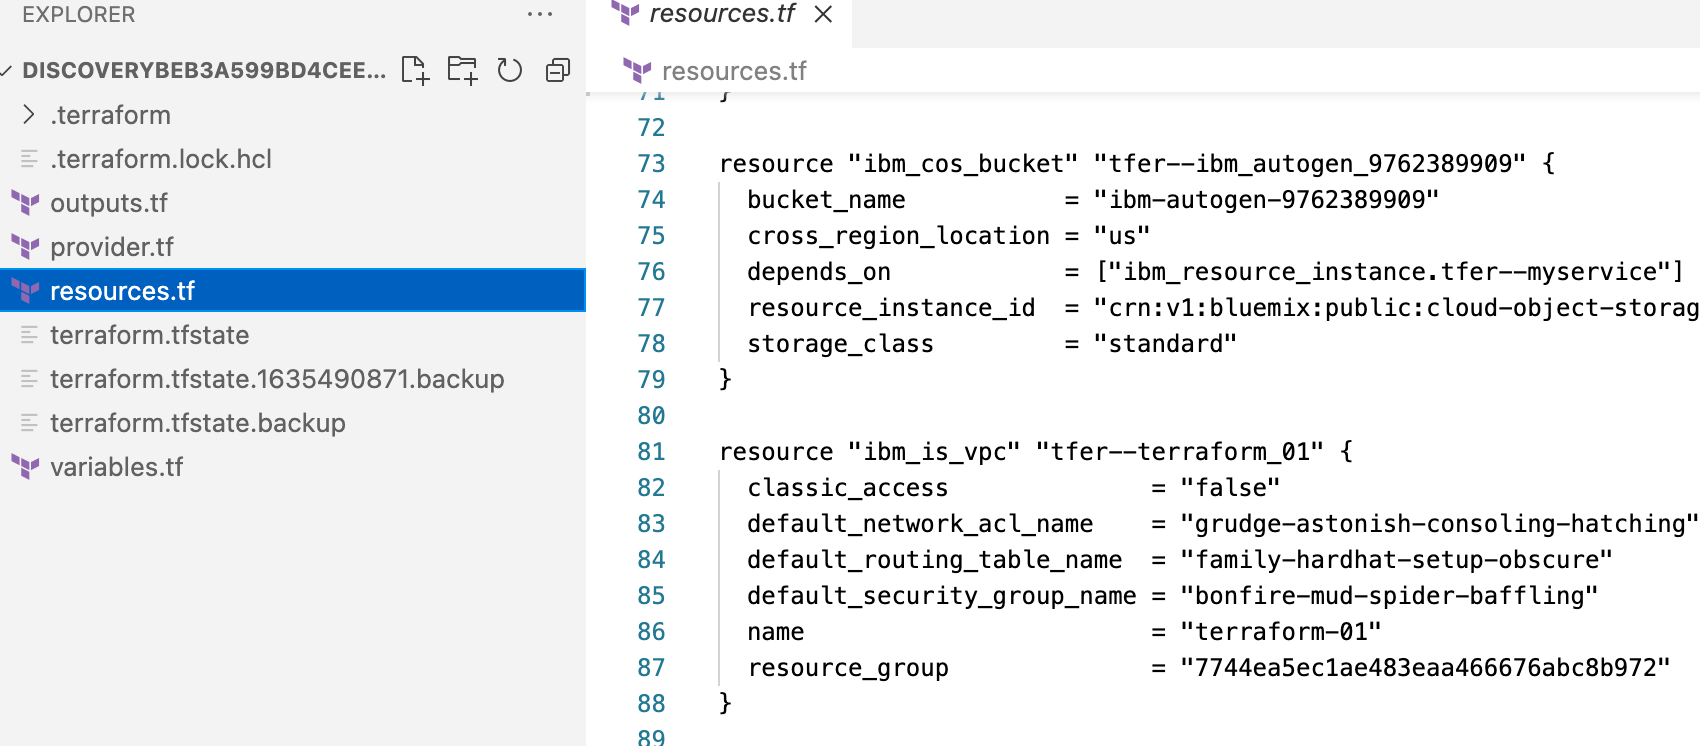 EXPLORER
DISCOVERYBEB3A599BD4CEE...
.terraform
.terraform.lock.hcl
outputs.tf
provider.tf
resources.tf
terraform.tfstate
terraform.tfstate.1635490871.backup
terraform.tfstate.backup
variables.tf
resources.tf
resources.tf
71 }
72
73 resource "ibm_cos_bucket" "tfer--ibm_autogen_9762389909" {
74 bucket_name = "ibm-autogen-9762389909"
75 cross_region_location = "us"
76 depends_on = ["ibm_resource_instance.tfer--myservice"]
77 resource_instance_id = "crn:v1:bluemix:public:cloud-object-storag
78 storage_class = "standard"
79 }
80
81 resource "ibm_is_vpc" "tfer--terraform_01" {
82 classic_access = "false"
83 default_network_acl_name = "grudge-astonish-consoling-hatching"
84 default_routing_table_name = "family-hardhat-setup-obscure"
85 default_security_group_name = "bonfire-mud-spider-baffling"
86 name = "terraform-01"
87 resource_group = "7744ea5ec1ae483eaa466676abc8b972"
88 }
89